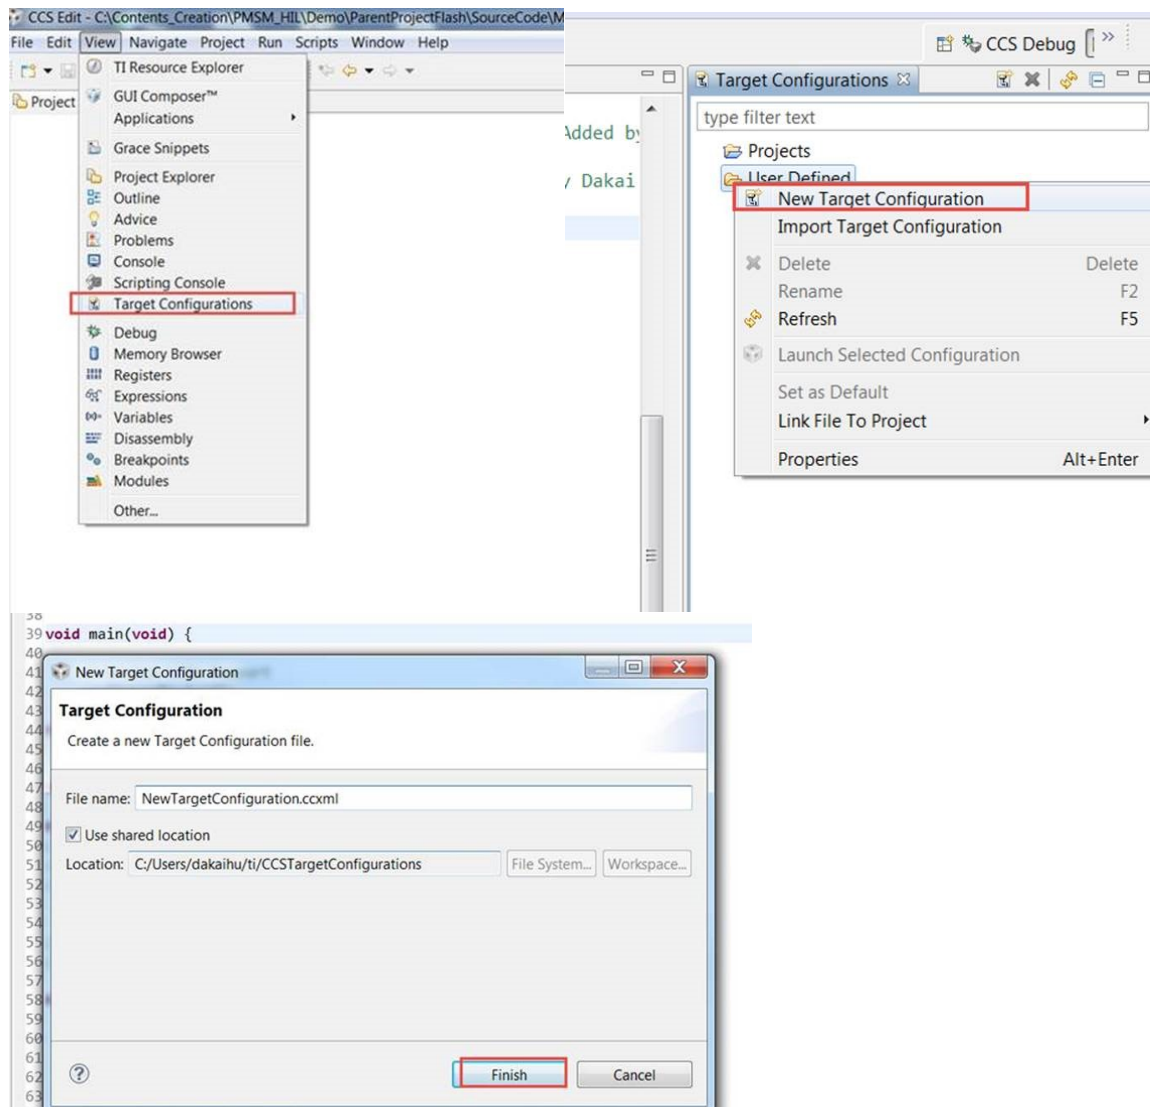 CCS Edit - C:\Contents_Creation\PMSM_HIL\Demo\ParentProjectFlash\SourceCode\M
File Edit View Navigate Project Run Scripts Window Help
TI Resource Explorer
Project
GUI Composer™
Applications
Grace Snippets
Project Explorer
Outline
Advice
Problems
Console
Scripting Console
Target Configurations
Debug
Memory Browser
Registers
Expressions
Variables
Disassembly
Breakpoints
Modules
Other...
CCS Debug
Target Configurations
type filter text
Added by
Projects
y Dakai
User Defined
New Target Configuration
Import Target Configuration
Delete Delete
Rename F2
Refresh F5
Launch Selected Configuration
Set as Default
Link File To Project
Properties Alt+Enter
38
39 void main(void) {
40
41
42
43
44
45
46
47
48
49
50
51
52
53
54
55
56
57
58
59
60
61
62
63
New Target Configuration
Target Configuration
Create a new Target Configuration file.
File name: NewTargetConfiguration.ccxml
Use shared location
Location: C:/Users/dakaihu/ti/CCSTargetConfigurations File System... Workspace...
Finish Cancel